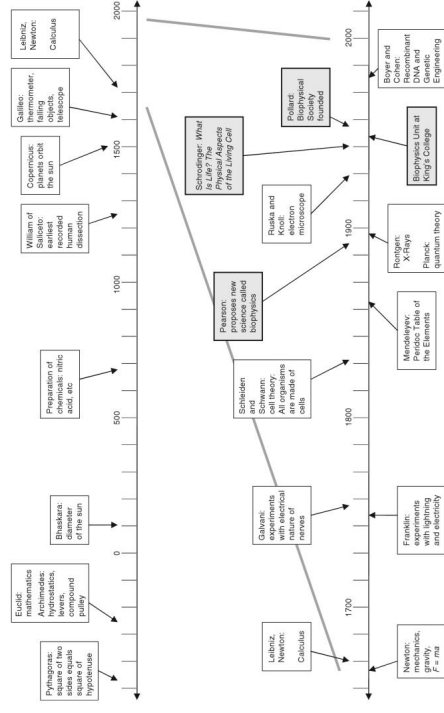 Pythagoras:
square of two
sides equals
square of
hypotenuse
Euclid:
mathematics
Archimedes:
hydrostatics,
levers,
compound
pulley
Bhaskara:
diameter
of the sun
Preparation of
chemicals: nitric
acid, etc
William of
Saliceto:
earliest
recorded
human
dissection
Copernicus:
planets orbit
the sun
Galileo:
thermometer,
falling
objects,
telescope
Leibniz,
Newton:
Calculus
0
500
1000
1500
2000
Leibniz,
Newton:
Calculus
Galvani:
experiments
with electrical
nature of
nerves
Schleiden
and
Schwann:
cell theory:
All organisms
are made of
cells
Pearson:
proposes new
science called
biophysics
Ruska and
Knoll:
electron
microscope
Schrodinger: What
Is Life? The
Physical Aspects
of the Living Cell
Pollard:
Biophysical
Society
founded
1700
1800
1900
2000
Newton:
mechanics,
gravity,
F = ma
Franklin:
experiments
with lightning
and electricity
Mendeleyev:
Peridoc Table of
the Elements
Rontgen:
X-Rays
Planck:
quantum theory
Biophysics Unit at
King's College
Boyer and
Cohen:
Recombinant
DNA and
Genetic
Engineering